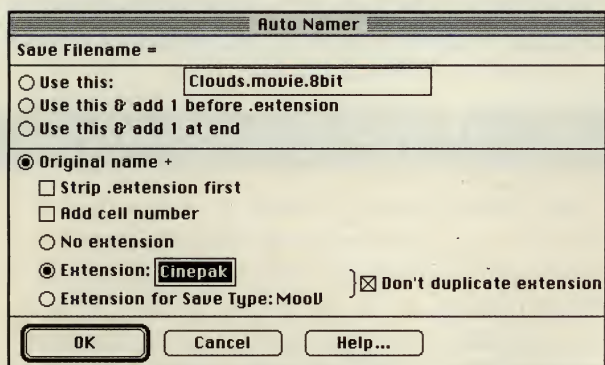 Auto Namer
Save Filename =
Use this: Clouds.movie.8bit
Use this & add 1 before .extension
Use this & add 1 at end
Original name +
Strip .extension first
Add cell number
No extension
Extension: Cinepak
Don't duplicate extension
Extension for Save Type: MooV
OK Cancel Help...